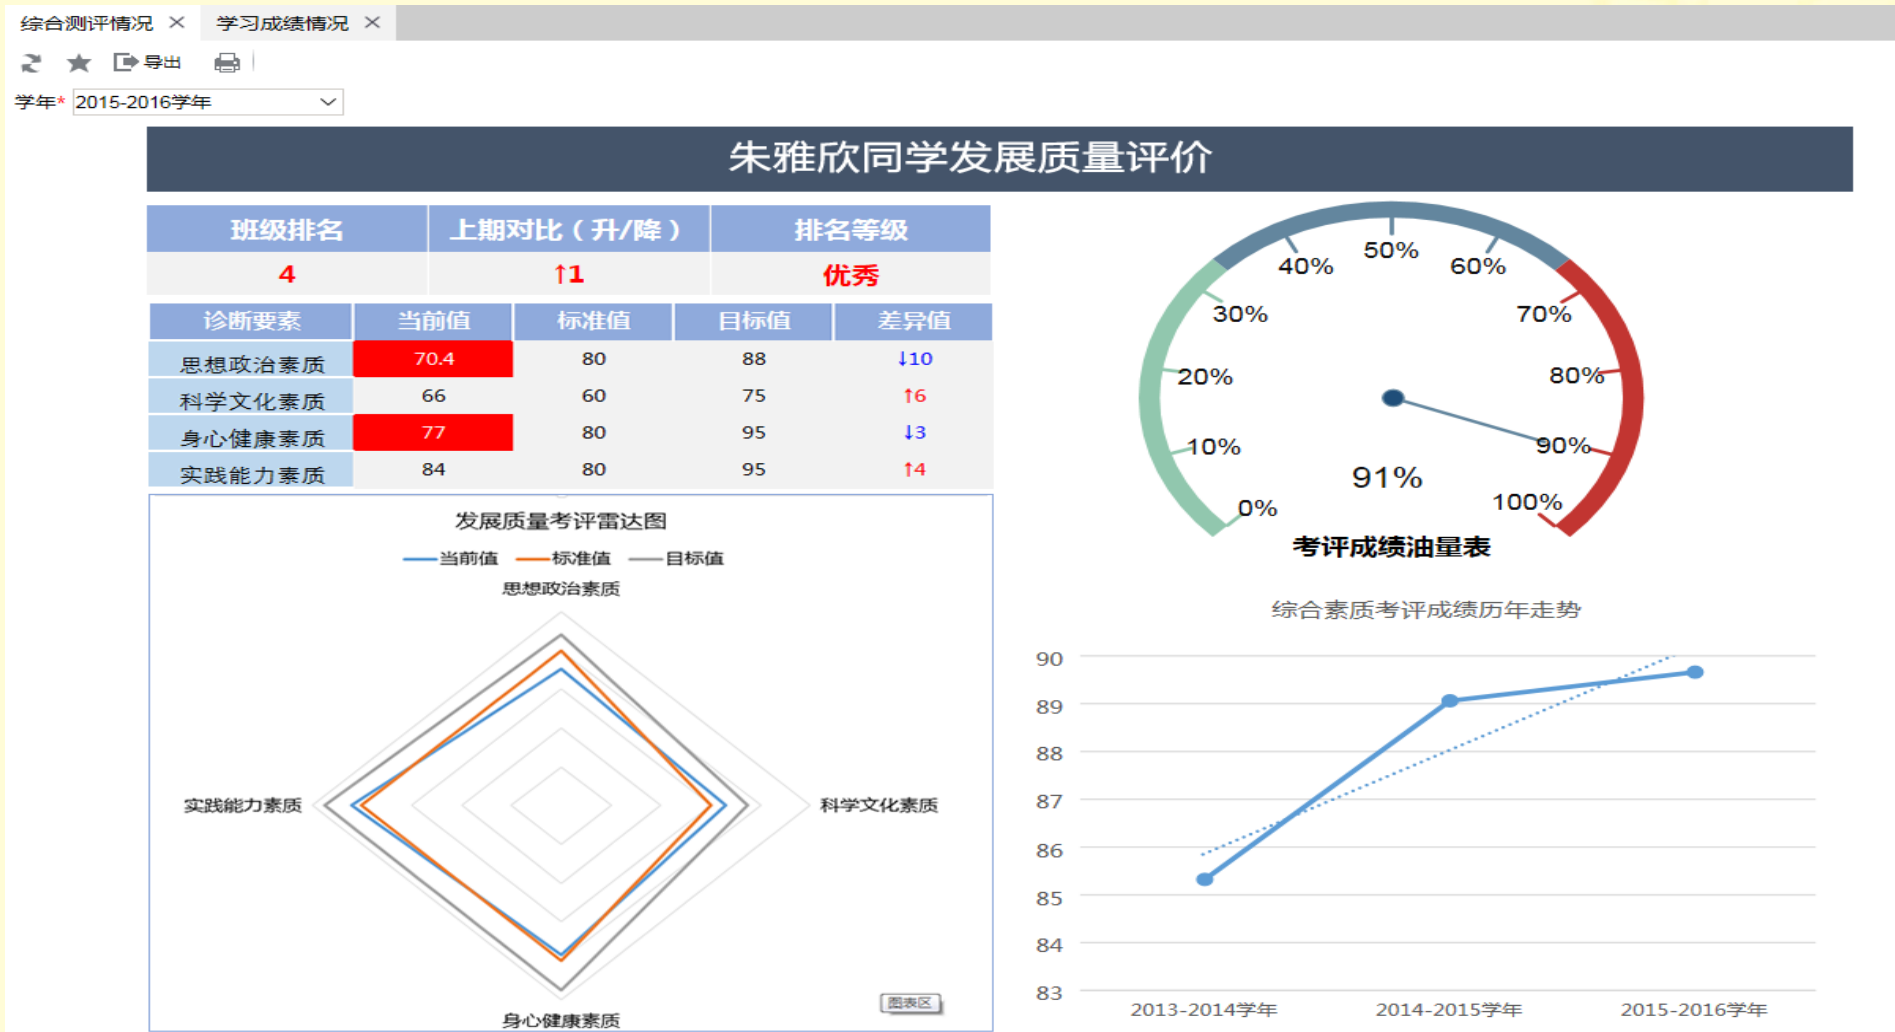 综合测评情况 × 学习成绩情况 ×
导出
学年* 2015-2016学年
朱雅欣同学发展质量评价
班级排名 上期对比（升/降） 排名等级
4 ↑1 优秀
诊断要素 当前值 标准值 目标值 差异值
思想政治素质 70.4 80 88 ↓10
科学文化素质 66 60 75 ↑6
身心健康素质 77 80 95 ↓3
实践能力素质 84 80 95 ↑4
发展质量考评雷达图
当前值 标准值 目标值
思想政治素质
实践能力素质
科学文化素质
身心健康素质
图表区
0%
10%
20%
30%
40%
50%
60%
70%
80%
90%
100%
91%
考评成绩油量表
综合素质考评成绩历年走势
90
89
88
87
86
85
84
83
2013-2014学年 2014-2015学年 2015-2016学年